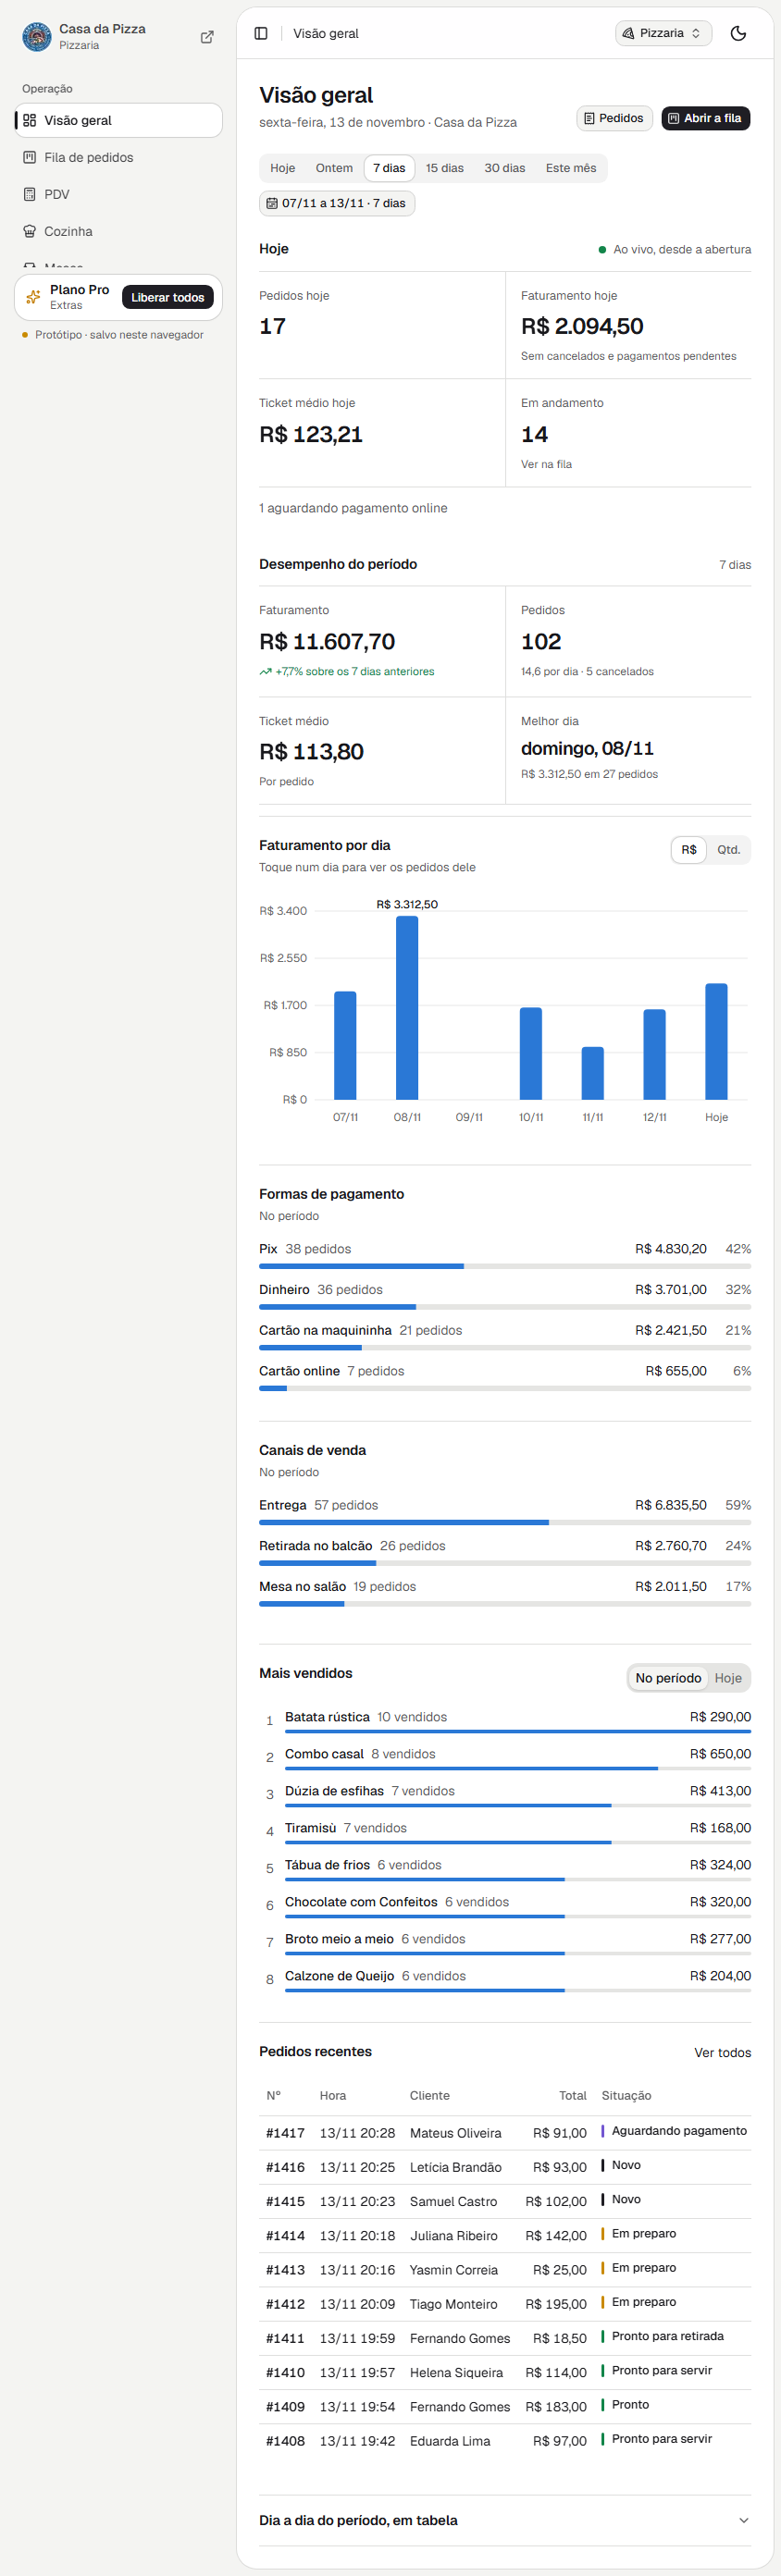 Casa da Pizza
Pizzaria
Operação
Visão geral
Fila de pedidos
PDV
Cozinha
Plano Pro
Extras
Liberar todos
Protótipo · salvo neste navegador
Visão geral
Pizzaria
Visão geral
sexta-feira, 13 de novembro · Casa da Pizza
Pedidos
Abrir a fila
Hoje Ontem 7 dias 15 dias 30 dias Este mês
07/11 a 13/11 · 7 dias
Hoje
Ao vivo, desde a abertura
Pedidos hoje
17
Faturamento hoje
R$ 2.094,50
Sem cancelados e pagamentos pendentes
Ticket médio hoje
R$ 123,21
Em andamento
14
Ver na fila
1 aguardando pagamento online
Desempenho do período
7 dias
Faturamento
R$ 11.607,70
+7,7% sobre os 7 dias anteriores
Pedidos
102
14,6 por dia · 5 cancelados
Ticket médio
R$ 113,80
Por pedido
Melhor dia
domingo, 08/11
R$ 3.312,50 em 27 pedidos
Faturamento por dia
Toque num dia para ver os pedidos dele
R$ Qtd.
R$ 3.312,50
R$ 3.400
R$ 2.550
R$ 1.700
R$ 850
R$ 0
07/11 08/11 09/11 10/11 11/11 12/11 Hoje
Formas de pagamento
No período
Pix 38 pedidos R$ 4.830,20 42%
Dinheiro 36 pedidos R$ 3.701,00 32%
Cartão na maquininha 21 pedidos R$ 2.421,50 21%
Cartão online 7 pedidos R$ 655,00 6%
Canais de venda
No período
Entrega 57 pedidos R$ 6.835,50 59%
Retirada no balcão 26 pedidos R$ 2.760,70 24%
Mesa no salão 19 pedidos R$ 2.011,50 17%
Mais vendidos
No período Hoje
1 Batata rústica 10 vendidos R$ 290,00
2 Combo casal 8 vendidos R$ 650,00
3 Dúzia de esfihas 7 vendidos R$ 413,00
4 Tiramisù 7 vendidos R$ 168,00
5 Tábua de frios 6 vendidos R$ 324,00
6 Chocolate com Confeitos 6 vendidos R$ 320,00
7 Broto meio a meio 6 vendidos R$ 277,00
8 Calzone de Queijo 6 vendidos R$ 204,00
Pedidos recentes
Ver todos
N° Hora Cliente Total Situação
#1417 13/11 20:28 Mateus Oliveira R$ 91,00 Aguardando pagamento
#1416 13/11 20:25 Letícia Brandão R$ 93,00 Novo
#1415 13/11 20:23 Samuel Castro R$ 102,00 Novo
#1414 13/11 20:18 Juliana Ribeiro R$ 142,00 Em preparo
#1413 13/11 20:16 Yasmin Correia R$ 25,00 Em preparo
#1412 13/11 20:09 Tiago Monteiro R$ 195,00 Em preparo
#1411 13/11 19:59 Fernando Gomes R$ 18,50 Pronto para retirada
#1410 13/11 19:57 Helena Siqueira R$ 114,00 Pronto para servir
#1409 13/11 19:54 Fernando Gomes R$ 183,00 Pronto
#1408 13/11 19:42 Eduarda Lima R$ 97,00 Pronto para servir
Dia a dia do período, em tabela